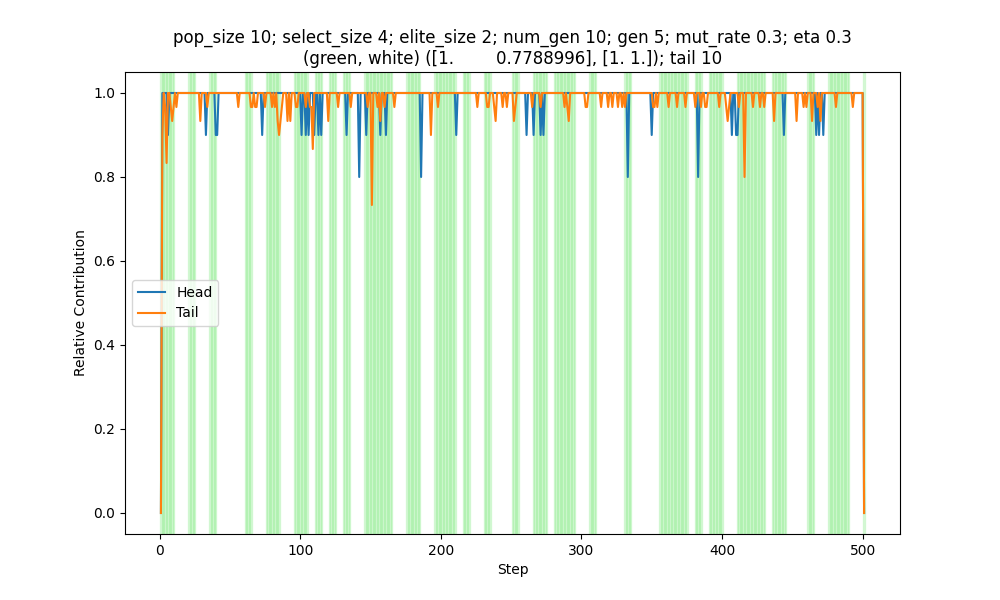 pop_size 10; select_size 4; elite_size 2; num_gen 10; gen 5; mut_rate 0.3; eta 0.3
(green, white) ([1.        0.7788996], [1. 1.]); tail 10
1.0
0.8
0.6
0.4
0.2
0.0
Relative Contribution
Head
Tail
0
100
200
300
400
500
Step